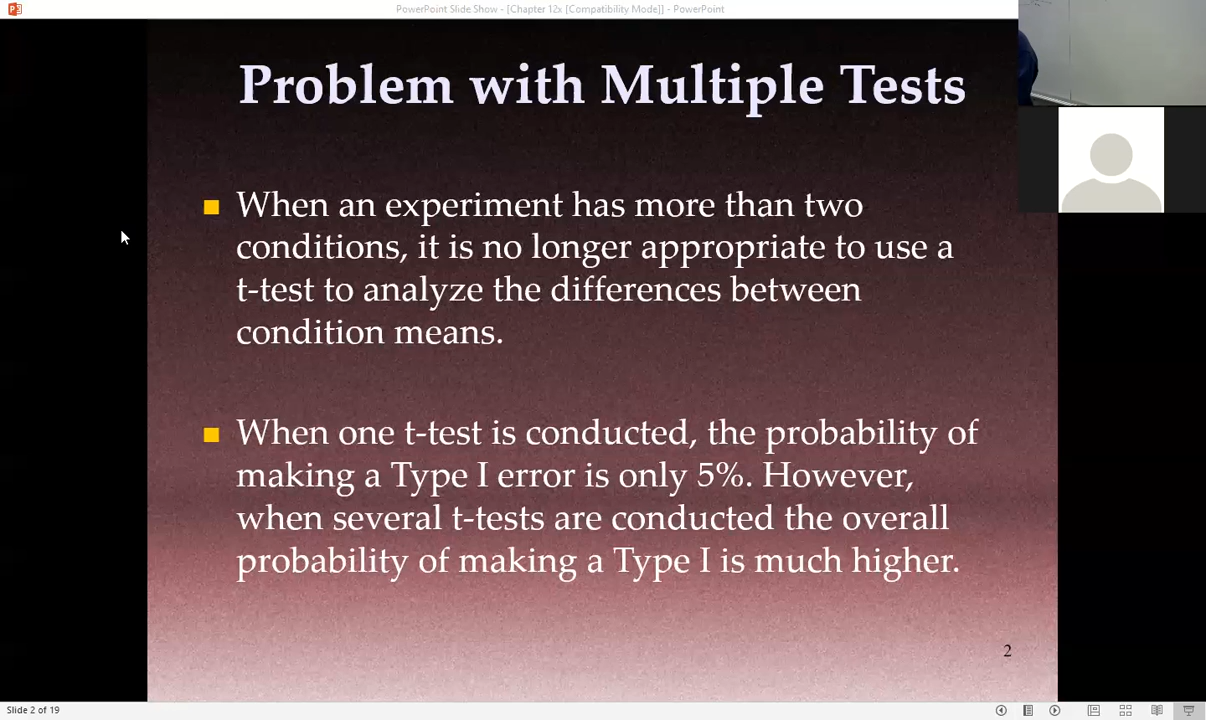 PowerPoint Slide Show - [Chapter 12x [Compatibility Mode]] - PowerPoint
Problem with Multiple Tests
When an experiment has more than two
conditions, it is no longer appropriate to use a
t-test to analyze the differences between
condition means.
When one t-test is conducted, the probability of
making a Type I error is only 5%. However,
when several t-tests are conducted the overall
probability of making a Type I is much higher.
2
Slide 2 of 19